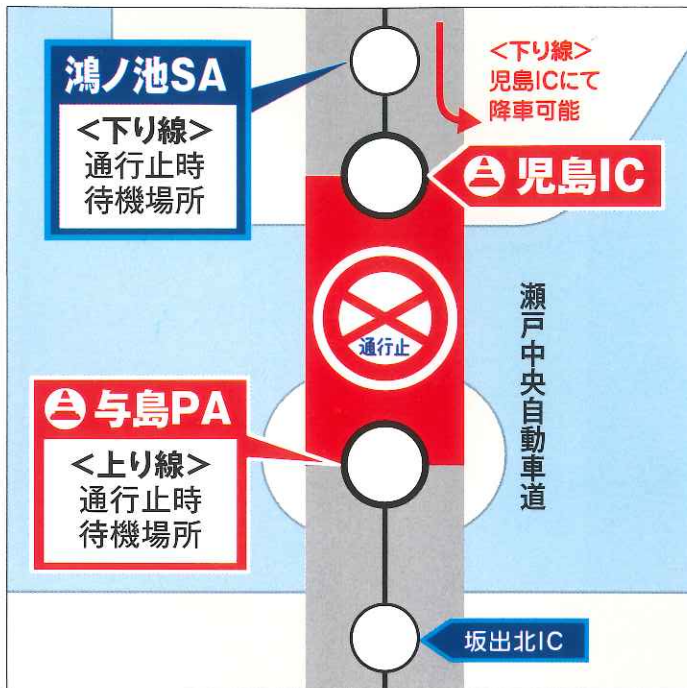 鴻ノ池SA
<下り線>
通行止時
待機場所
<下り線>
児島ICにて
降車可能
児島IC
通行止
瀬戸中央自動車道
与島PA
<上り線>
通行止時
待機場所
坂出北IC